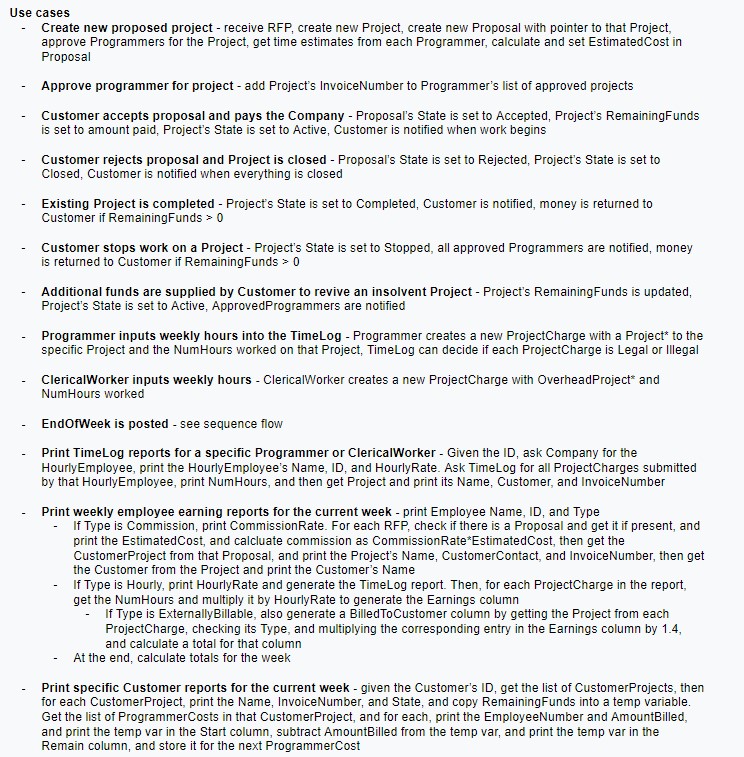 Use cases
- Create new proposed project - receive RFP, create new Project, create new Proposal with pointer to that Project,
approve Programmers for the Project, get time estimates from each Programmer, calculate and set EstimatedCost in
Proposal
- Approve programmer for project - add Project's InvoiceNumber to Programmer's list of approved projects
- Customer accepts proposal and pays the Company - Proposal's State is set to Accepted, Project's RemainingFunds
is set to amount paid, Project's State is set to Active, Customer is notified when work begins
- Customer rejects proposal and Project is closed - Proposal's State is set to Rejected, Project's State is set to
Closed, Customer is notified when everything is closed
- Existing Project is completed - Project's State is set to Completed, Customer is notified, money is returned to
Customer if RemainingFunds > 0
- Customer stops work on a Project - Project's State is set to Stopped, all approved Programmers are notified, money
is returned to Customer if RemainingFunds > 0
- Additional funds are supplied by Customer to revive an insolvent Project - Project's RemainingFunds is updated,
Project's State is set to Active, ApprovedProgrammers are notified
- Programmer inputs weekly hours into the TimeLog - Programmer creates a new ProjectCharge with a Project* to the
specific Project and the NumHours worked on that Project, TimeLog can decide if each ProjectCharge is Legal or Illegal
- ClericalWorker inputs weekly hours - ClericalWorker creates a new ProjectCharge with OverheadProject* and
NumHours worked
- EndOfWeek is posted - see sequence flow
- Print TimeLog reports for a specific Programmer or ClericalWorker - Given the ID, ask Company for the
HourlyEmployee, print the HourlyEmployee's Name, ID, and HourlyRate. Ask TimeLog for all ProjectCharges submitted
by that HourlyEmployee, print NumHours, and then get Project and print its Name, Customer, and InvoiceNumber
- Print weekly employee earning reports for the current week - print Employee Name, ID, and Type
- If Type is Commission, print CommissionRate. For each RFP, check if there is a Proposal and get it if present, and
print the EstimatedCost, and calcluate commission as CommissionRate*EstimatedCost, then get the
CustomerProject from that Proposal, and print the Project's Name, CustomerContact, and InvoiceNumber, then get
the Customer from the Project and print the Customer's Name
- If Type is Hourly, print HourlyRate and generate the TimeLog report. Then, for each ProjectCharge in the report,
get the NumHours and multiply it by HourlyRate to generate the Earnings column
- If Type is ExternallyBillable, also generate a BilledToCustomer column by getting the Project from each
ProjectCharge, checking its Type, and multiplying the corresponding entry in the Earnings column by 1.4,
and calculate a total for that column
- At the end, calculate totals for the week
- Print specific Customer reports for the current week - given the Customer's ID, get the list of CustomerProjects, then
for each CustomerProject, print the Name, InvoiceNumber, and State, and copy RemainingFunds into a temp variable.
Get the list of ProgrammerCosts in that CustomerProject, and for each, print the EmployeeNumber and AmountBilled,
and print the temp var in the Start column, subtract AmountBilled from the temp var, and print the temp var in the
Remain column, and store it for the next ProgrammerCost